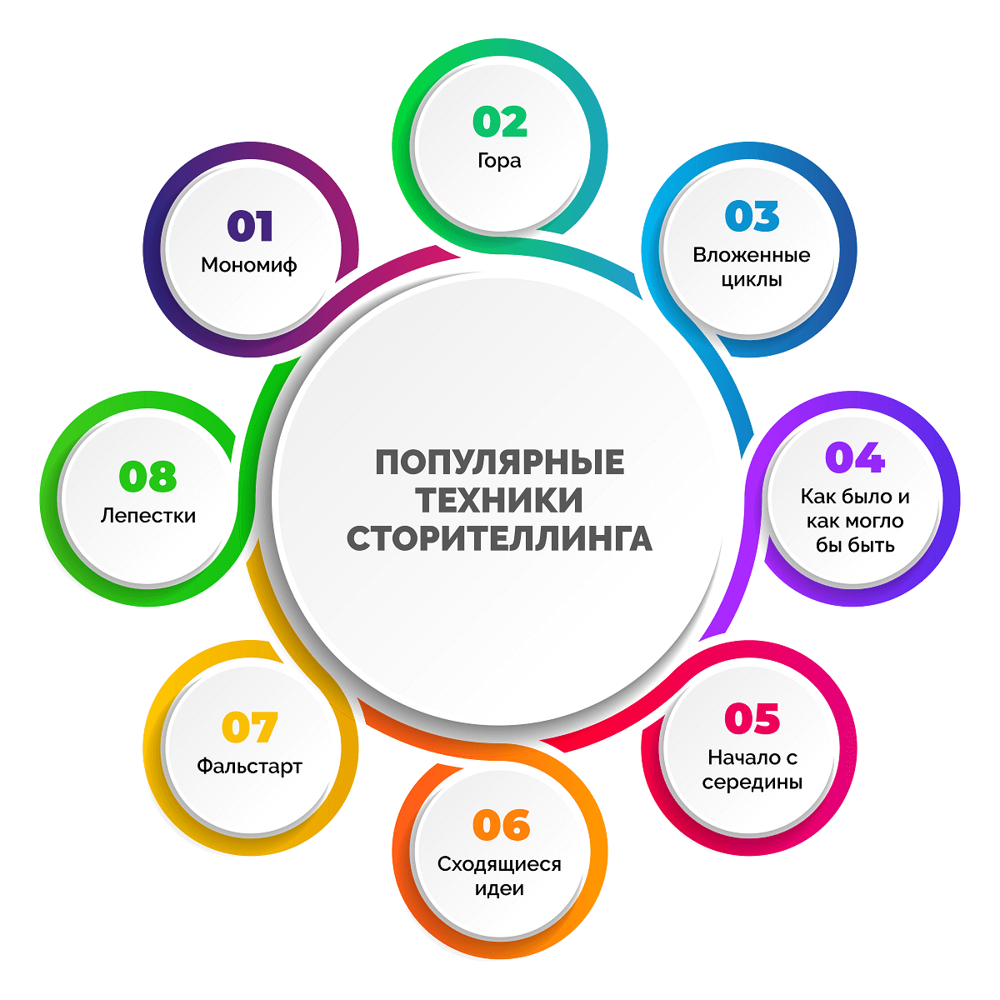 ПОПУЛЯРНЫЕ
ТЕХНИКИ
СТОРИТЕЛЛИНГА
01
Мономиф
02
Гора
03
Вложенные
циклы
04
Как было и
как могло
бы быть
05
Начало с
середины
06
Сходящиеся
идеи
07
Фальстарт
08
Лепестки